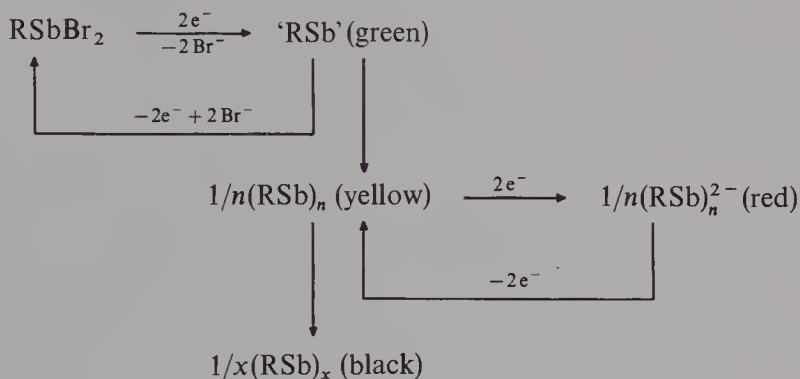 RSbBr₂ 2e⁻ 'RSb' (green)
−2 Br⁻
−2e⁻ + 2 Br⁻
1/n(RSb)ₙ (yellow) 2e⁻ 1/n(RSb)ₙ²⁻ (red)
−2e⁻
1/x(RSb)ₓ (black)